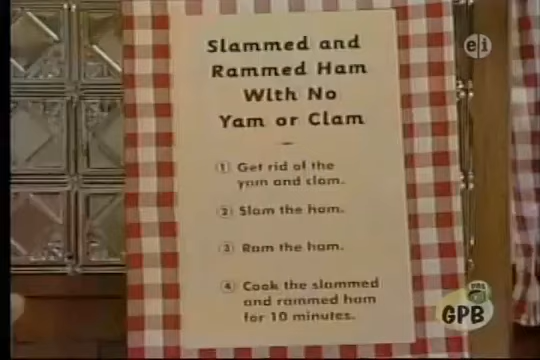 Slammed and
Rammed Ham
With No
Yam or Clam
1 Get rid of the
yam and clam.
2 Slam the ham.
3 Ram the ham.
4 Cook the slammed
and rammed ham
for 10 minutes.
e/i
PBS
GPB